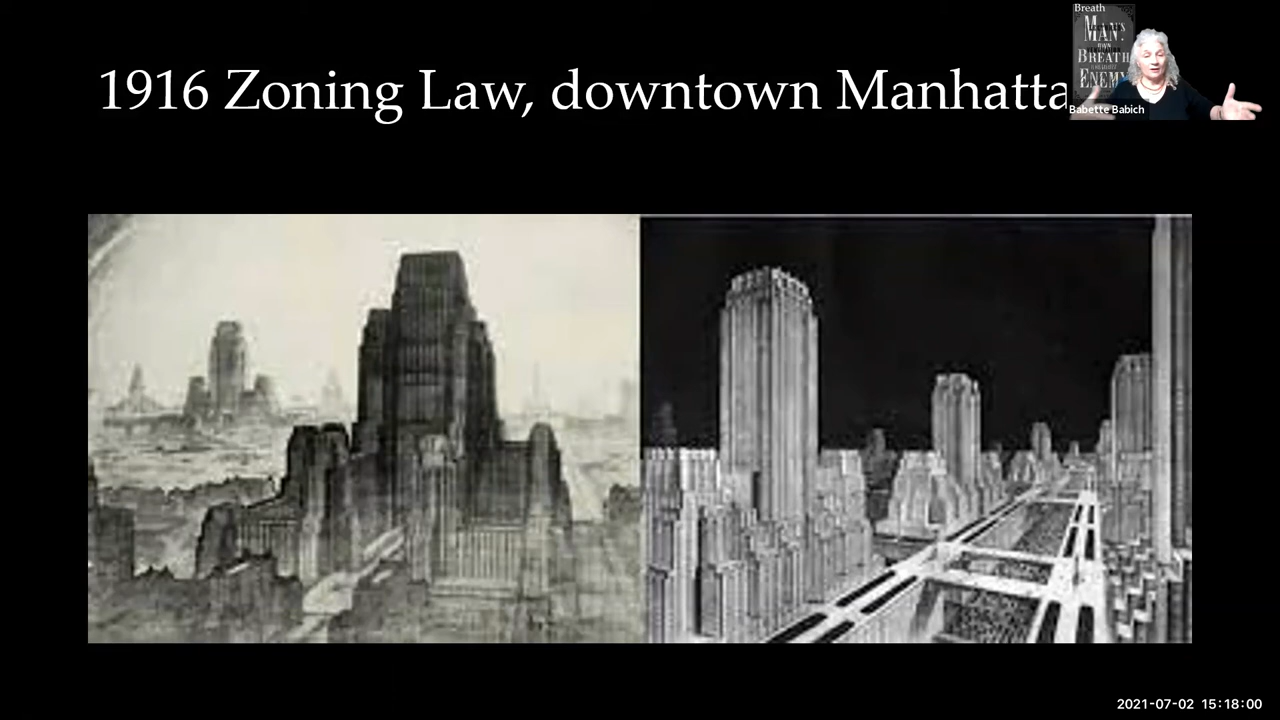 1916 Zoning Law, downtown Manhatta
Breath
MAN'S
BREATH
ENEMY
Babette Babich
2021-07-02 15:18:00